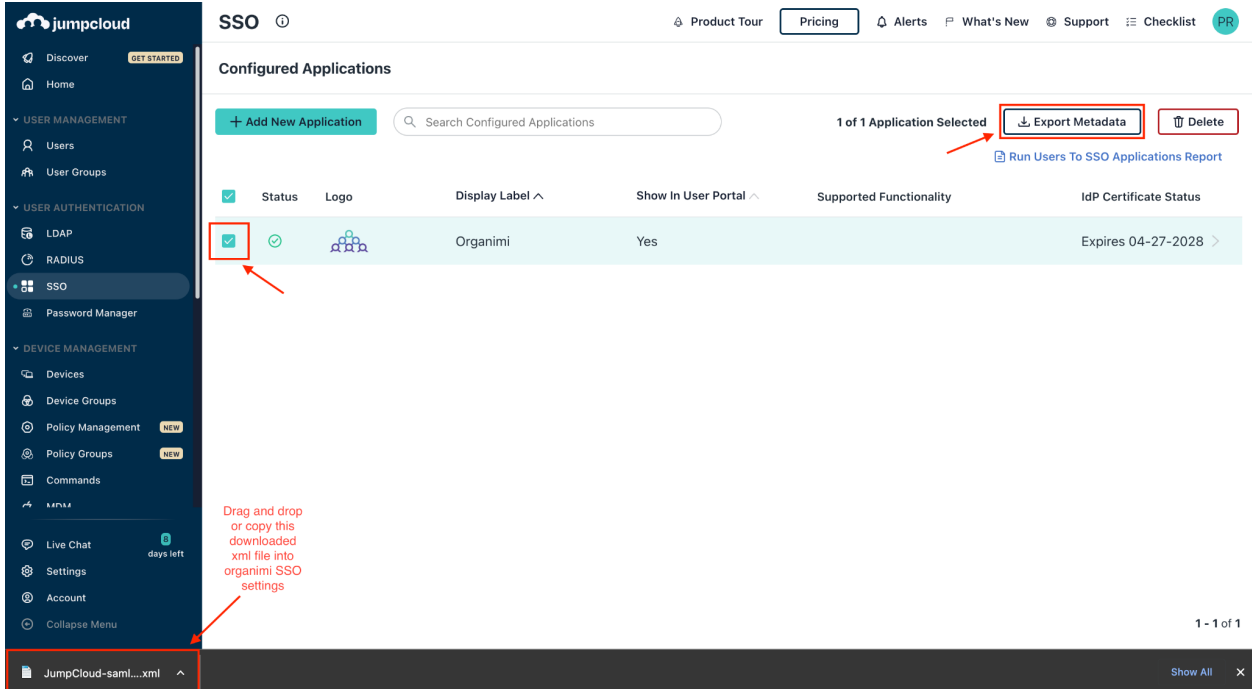 jumpcloud
Discover GET STARTED
Home
USER MANAGEMENT
Users
User Groups
USER AUTHENTICATION
LDAP
RADIUS
SSO
Password Manager
DEVICE MANAGEMENT
Devices
Device Groups
Policy Management NEW
Policy Groups NEW
Commands
MDM
Live Chat 8 days left
Settings
Account
Collapse Menu
SSO
Product Tour Pricing Alerts What's New Support Checklist PR
Configured Applications
+ Add New Application Search Configured Applications 1 of 1 Application Selected Export Metadata Delete
Run Users To SSO Applications Report
Status Logo Display Label Show In User Portal Supported Functionality IdP Certificate Status
Organimi Yes Expires 04-27-2028
Drag and drop
or copy this
downloaded
xml file into
organimi SSO
settings
1 - 1 of 1
JumpCloud-saml....xml Show All